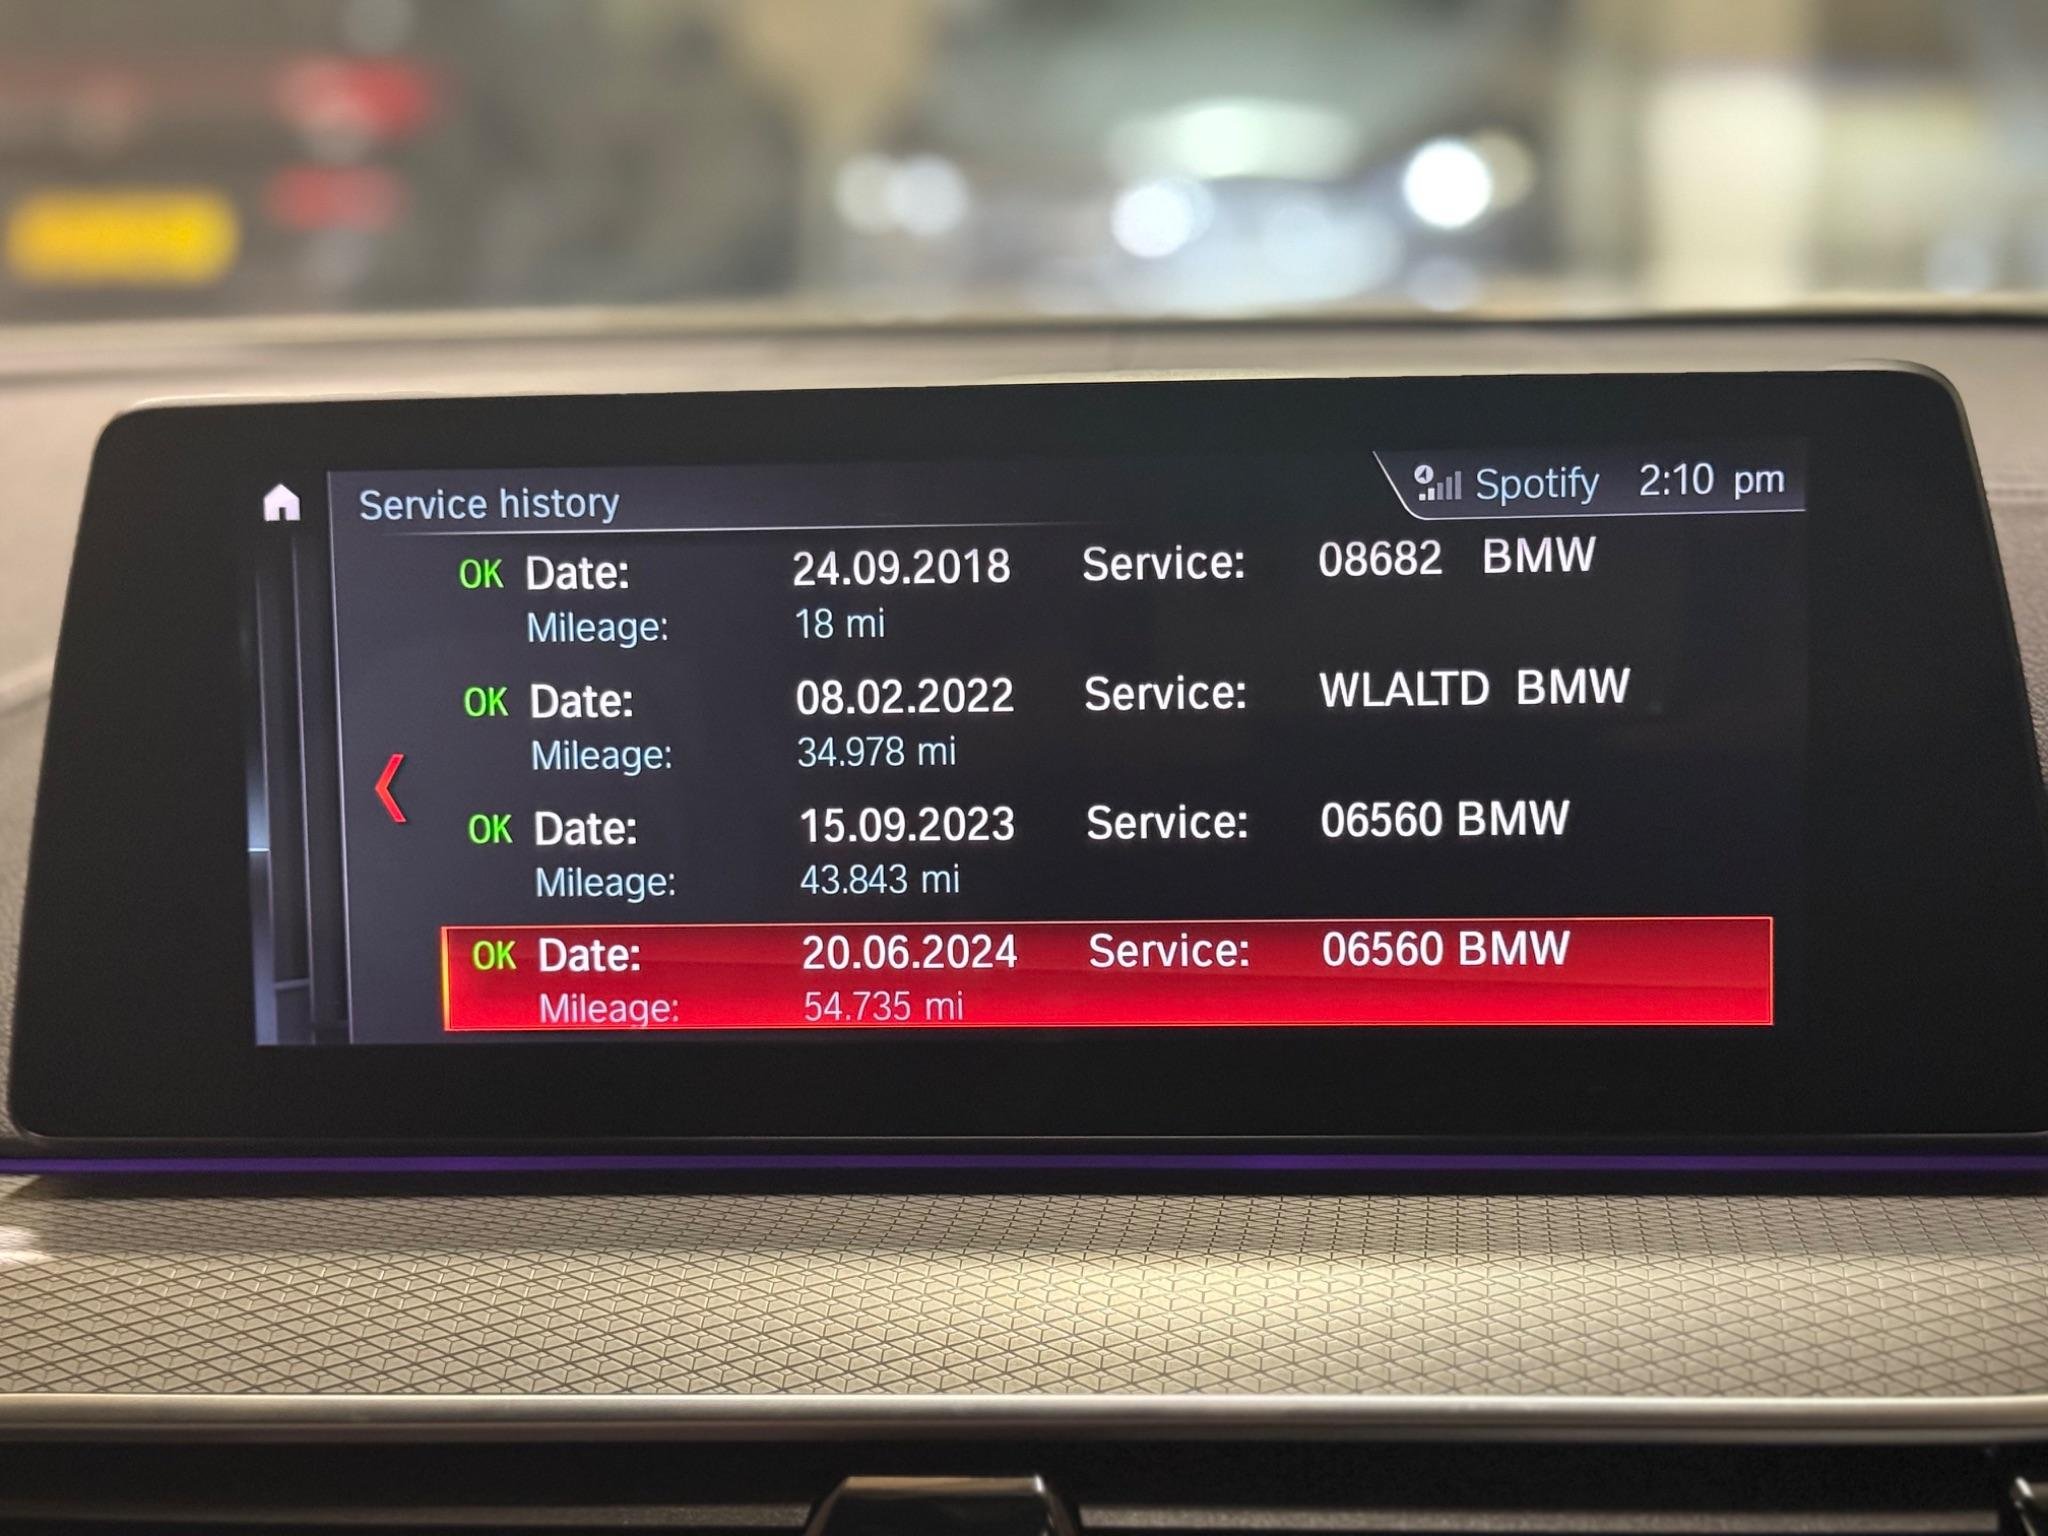 Service history Spotify 2:10 pm
OK Date: 24.09.2018 Service: 08682 BMW
Mileage: 18 mi
OK Date: 08.02.2022 Service: WLALTD BMW
Mileage: 34.978 mi
OK Date: 15.09.2023 Service: 06560 BMW
Mileage: 43.843 mi
OK Date: 20.06.2024 Service: 06560 BMW
Mileage: 54.735 mi